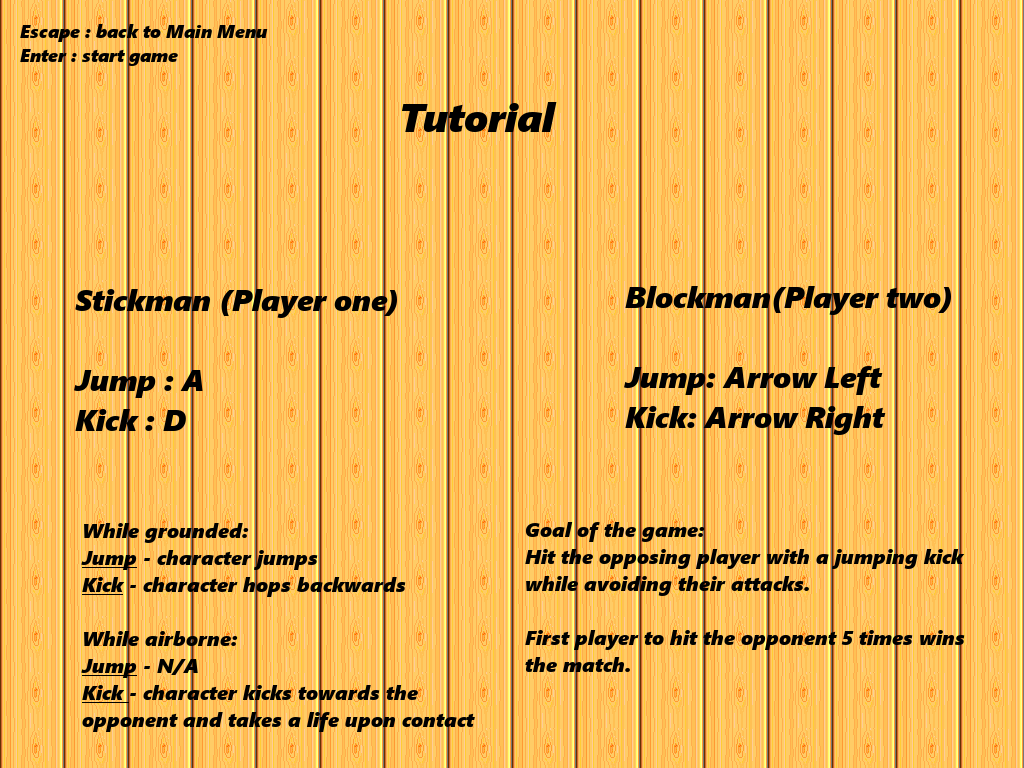 Escape : back to Main Menu
Enter : start game
Tutorial
Stickman (Player one)
Jump : A
Kick : D
Blockman(Player two)
Jump: Arrow Left
Kick: Arrow Right
While grounded:
Jump - character jumps
Kick - character hops backwards
While airborne:
Jump - N/A
Kick - character kicks towards the
opponent and takes a life upon contact
Goal of the game:
Hit the opposing player with a jumping kick
while avoiding their attacks.
First player to hit the opponent 5 times wins
the match.